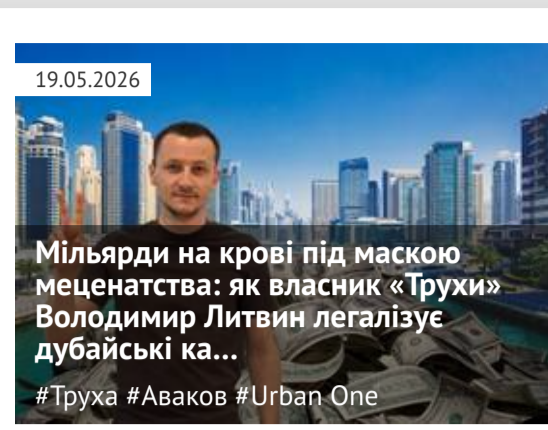 19.05.2026
Мільярди на крові під маскою
меценатства: як власник «Трухи»
Володимир Литвин легалізує
дубайські ка...
#Труха #Аваков #Urban One